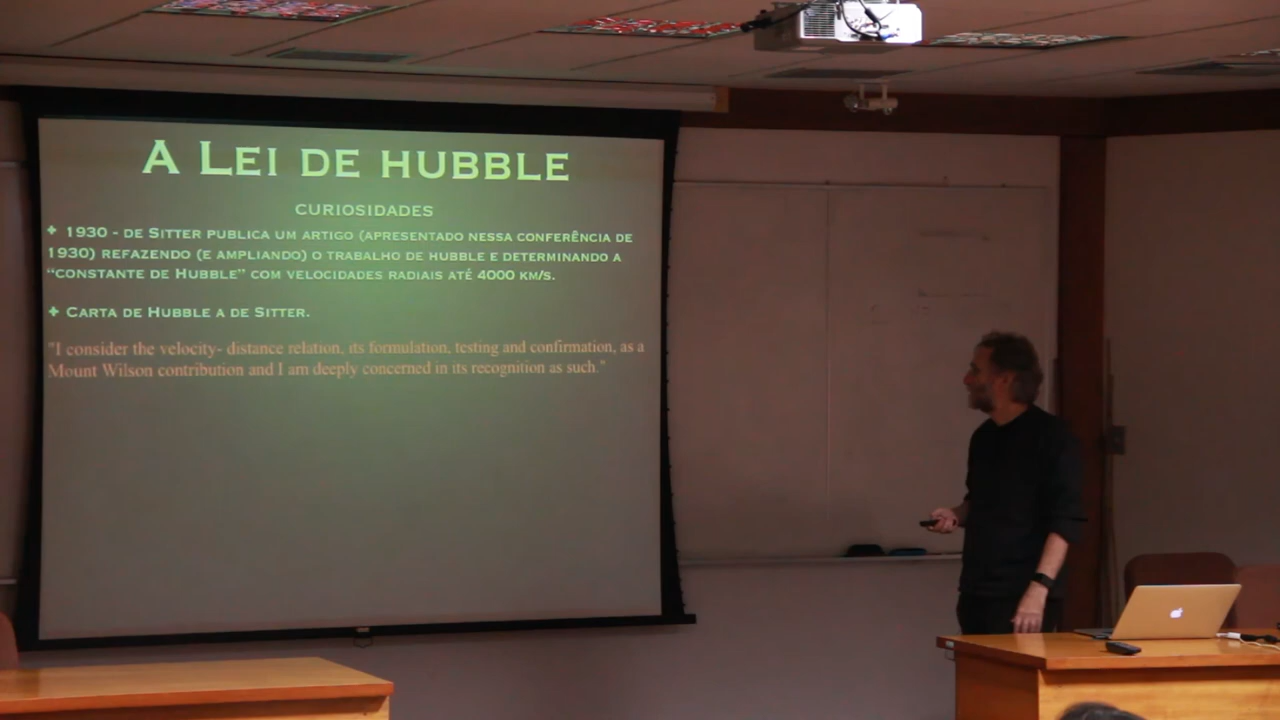 A Lei de Hubble
curiosidades
✦ 1930 - de Sitter publica um artigo (apresentado nessa conferência de
1930) refazendo (e ampliando) o trabalho de Hubble e determinando a
“constante de Hubble” com velocidades radiais até 4000 km/s.
✦ Carta de Hubble a de Sitter.
"I consider the velocity- distance relation, its formulation, testing and confirmation, as a
Mount Wilson contribution and I am deeply concerned in its recognition as such."